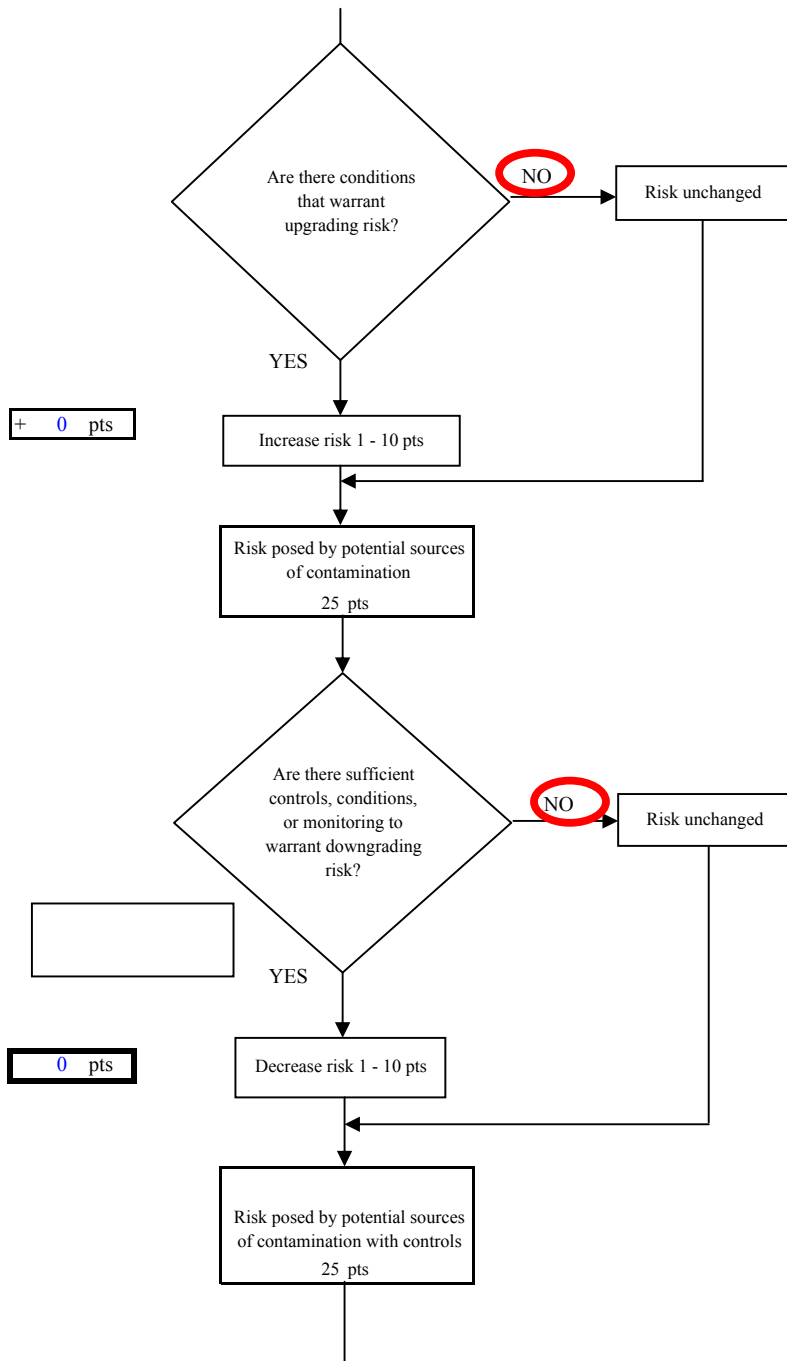 Are there conditions
that warrant
upgrading risk?
NO
Risk unchanged
YES
+ 0 pts
Increase risk 1 - 10 pts
Risk posed by potential sources
of contamination
25 pts
Are there sufficient
controls, conditions,
or monitoring to
warrant downgrading
risk?
NO
Risk unchanged
YES
0 pts
Decrease risk 1 - 10 pts
Risk posed by potential sources
of contamination with controls
25 pts